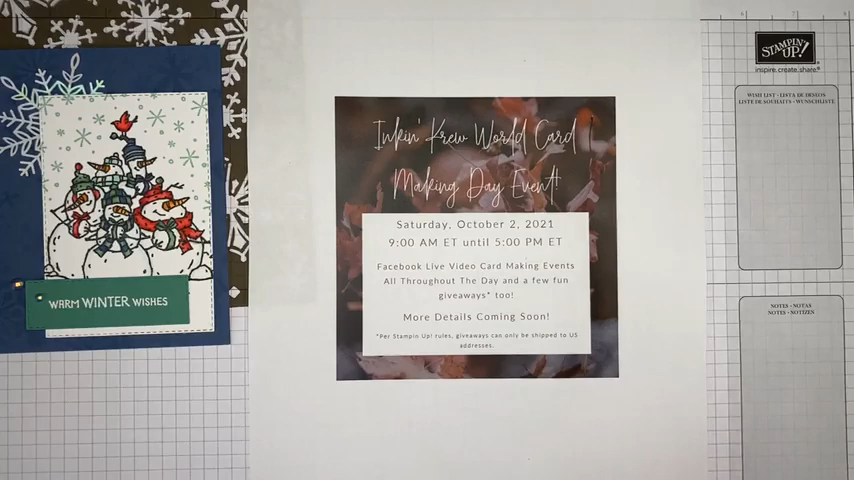 WARM WINTER WISHES
Inkin' Krew World Card
Making Day Event!
Saturday, October 2, 2021
9:00 AM ET until 5:00 PM ET
Facebook Live Video Card Making Events
All Throughout The Day and a few fun
giveaways* too!
More Details Coming Soon!
*Per Stampin Up! rules, giveaways can only be shipped to US
addresses.
STAMPIN' UP!
inspire.create.share.®
WISH LIST • LISTA DE DESEOS
LISTE DE SOUHAITS • WUNSCHLISTE
NOTES • NOTAS
NOTES • NOTIZEN